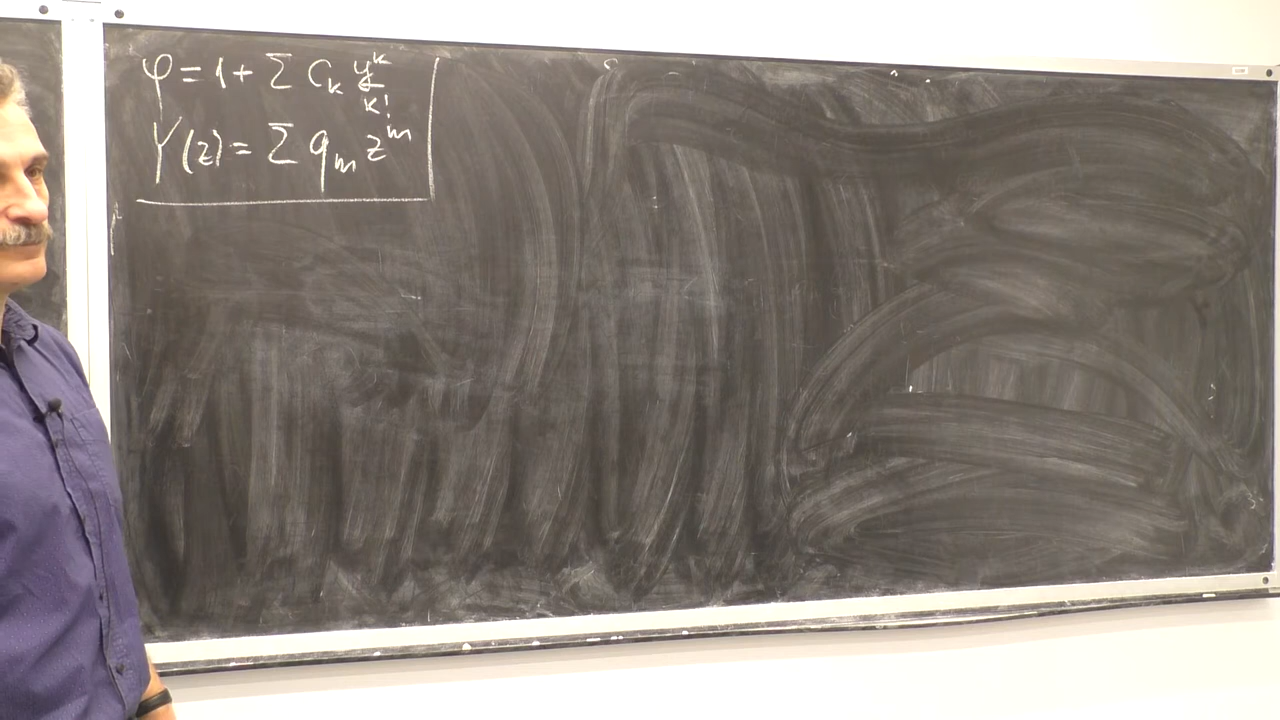 φ = 1 + Σ C_k y^k / k!
Y(z) = Σ q_m z^m